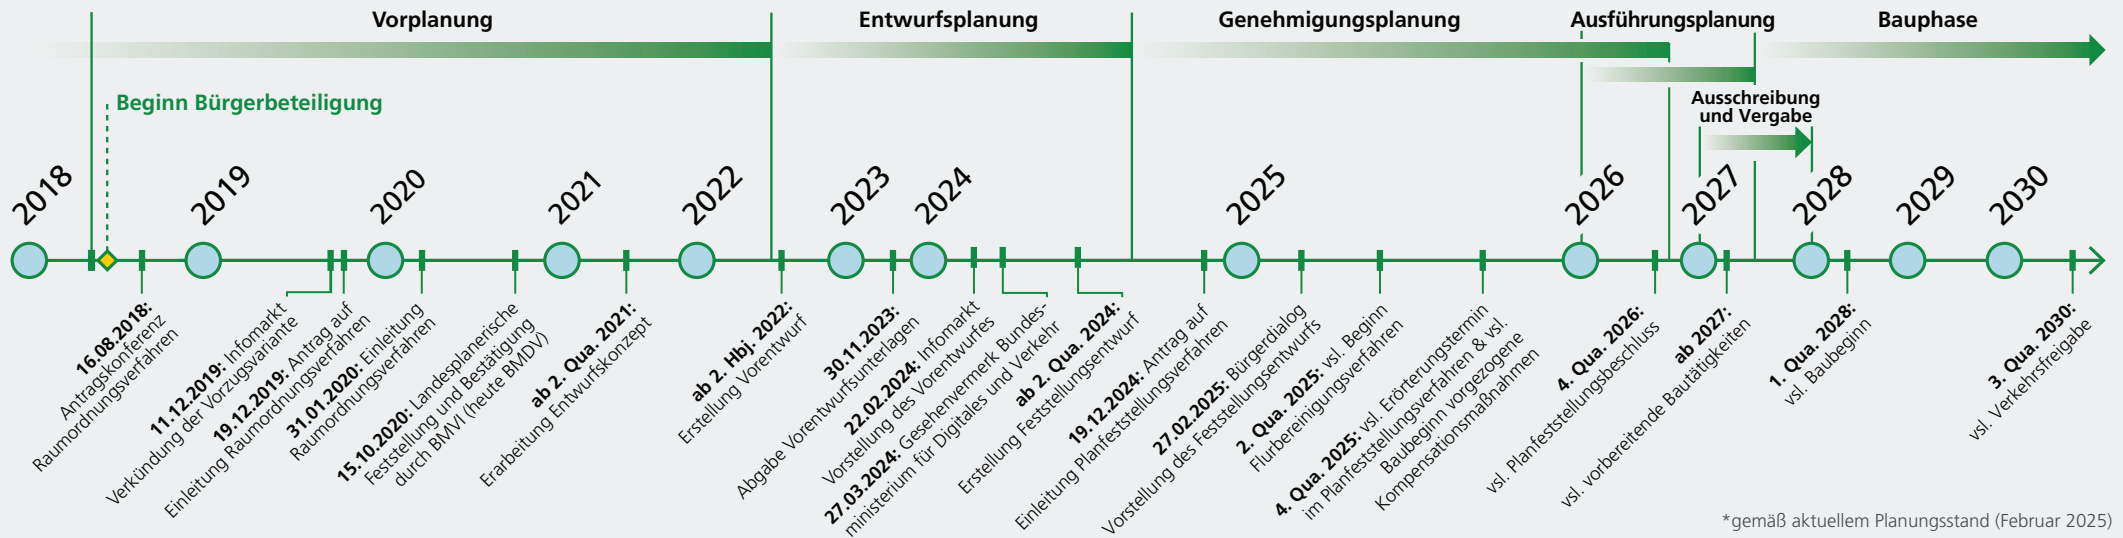 Vorplanung
Entwurfsplanung
Genehmigungsplanung
Ausführungsplanung
Bauphase
Beginn Bürgerbeteiligung
Ausschreibung
und Vergabe
2018
2019
2020
2021
2022
2023
2024
2025
2026
2027
2028
2029
2030
16.08.2018:
Antragskonferenz
Raumordnungsverfahren
11.12.2019: Infomarkt
Verkündung der Vorzugsvariante
19.12.2019: Antrag auf
Einleitung Raumordnungsverfahren
31.01.2020: Einleitung
Raumordnungsverfahren
15.10.2020: Landesplanerische
Feststellung und Bestätigung
durch BMVI (heute BMDV)
ab 2. Qua. 2021:
Erarbeitung Entwurfskonzept
ab 2. Hbj. 2022:
Erstellung Vorentwurf
30.11.2023:
Abgabe Vorentwurfsunterlagen
22.02.2024: Infomarkt
Vorstellung des Vorentwurfes
27.03.2024: Gesehenvermerk Bundes-
ministerium für Digitales und Verkehr
ab 2. Qua. 2024:
Erstellung Feststellungsentwurf
19.12.2024: Antrag auf
Einleitung Planfeststellungsverfahren
27.02.2025: Bürgerdialog
Vorstellung des Feststellungsentwurfs
2. Qua. 2025: vsl. Beginn
Flurbereinigungsverfahren
4. Qua. 2025: vsl. Erörterungstermin
im Planfeststellungsverfahren & vsl.
Baubeginn vorgezogene
Kompensationsmaßnahmen
4. Qua. 2026:
vsl. Planfeststellungsbeschluss
ab 2027:
vsl. vorbereitende Bautätigkeiten
1. Qua. 2028:
vsl. Baubeginn
3. Qua. 2030:
vsl. Verkehrsfreigabe
*gemäß aktuellem Planungsstand (Februar 2025)